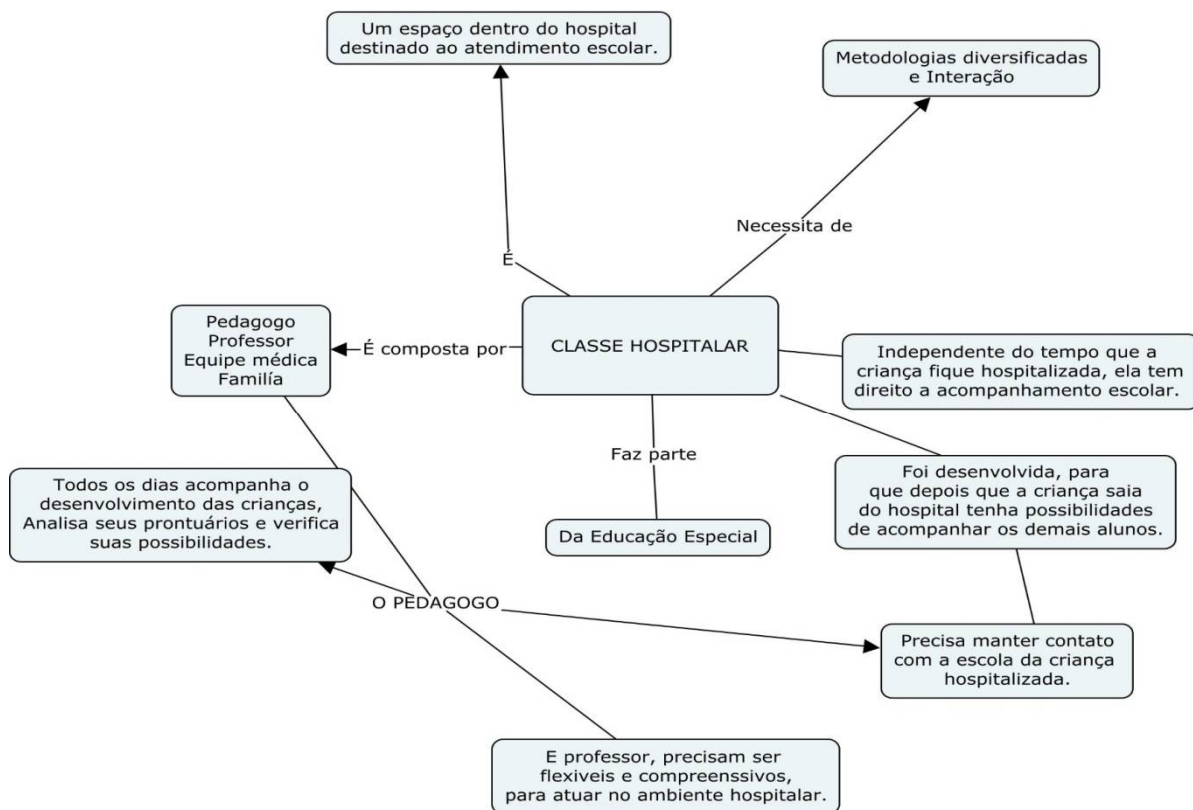 Um espaço dentro do hospital
destinado ao atendimento escolar.
Metodologias diversificadas
e Interação
Necessita de
É
Pedagogo
Professor
Equipe médica
Familía
É composta por
CLASSE HOSPITALAR
Independente do tempo que a
criança fique hospitalizada, ela tem
direito a acompanhamento escolar.
Faz parte
Todos os dias acompanha o
desenvolvimento das crianças,
Analisa seus prontuários e verifica
suas possibilidades.
Da Educação Especial
Foi desenvolvida, para
que depois que a criança saia
do hospital tenha possibilidades
de acompanhar os demais alunos.
O PEDAGOGO
Precisa manter contato
com a escola da criança
hospitalizada.
E professor, precisam ser
flexiveis e compreenssivos,
para atuar no ambiente hospitalar.